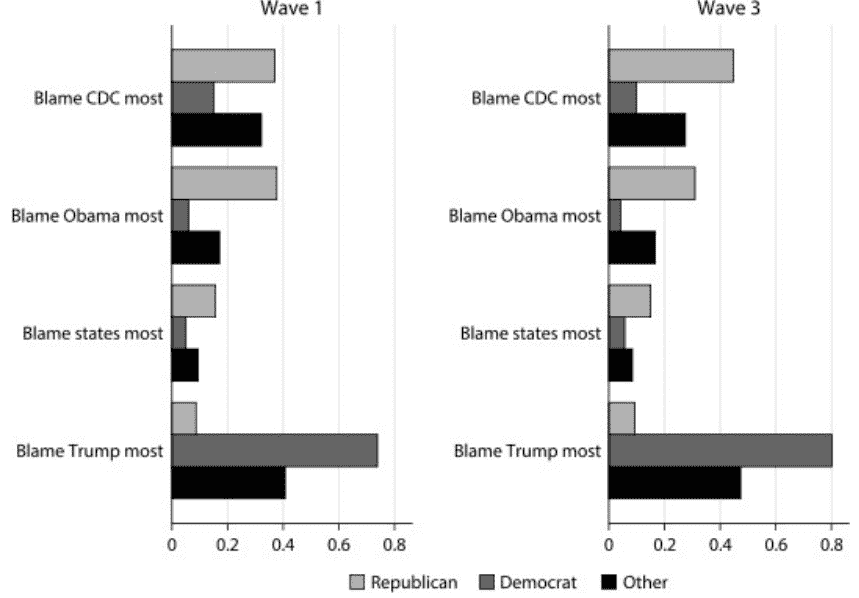 Wave 1
Blame CDC most
Blame Obama most
Blame states most
Blame Trump most
0 0.2 0.4 0.6 0.8
Wave 3
Blame CDC most
Blame Obama most
Blame states most
Blame Trump most
0 0.2 0.4 0.6 0.8
Republican Democrat Other